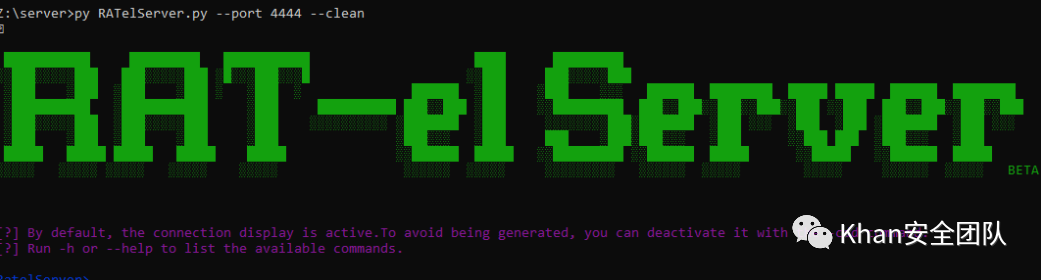 Z:\server>py RATelServer.py --port 4444 --clean
RAT-el Server
BETA
[?] By default, the connection display is active.To avoid being generated, you can deactivate it with
[?] Run -h or --help to list the available commands.
Khan安全团队
RatelServer>